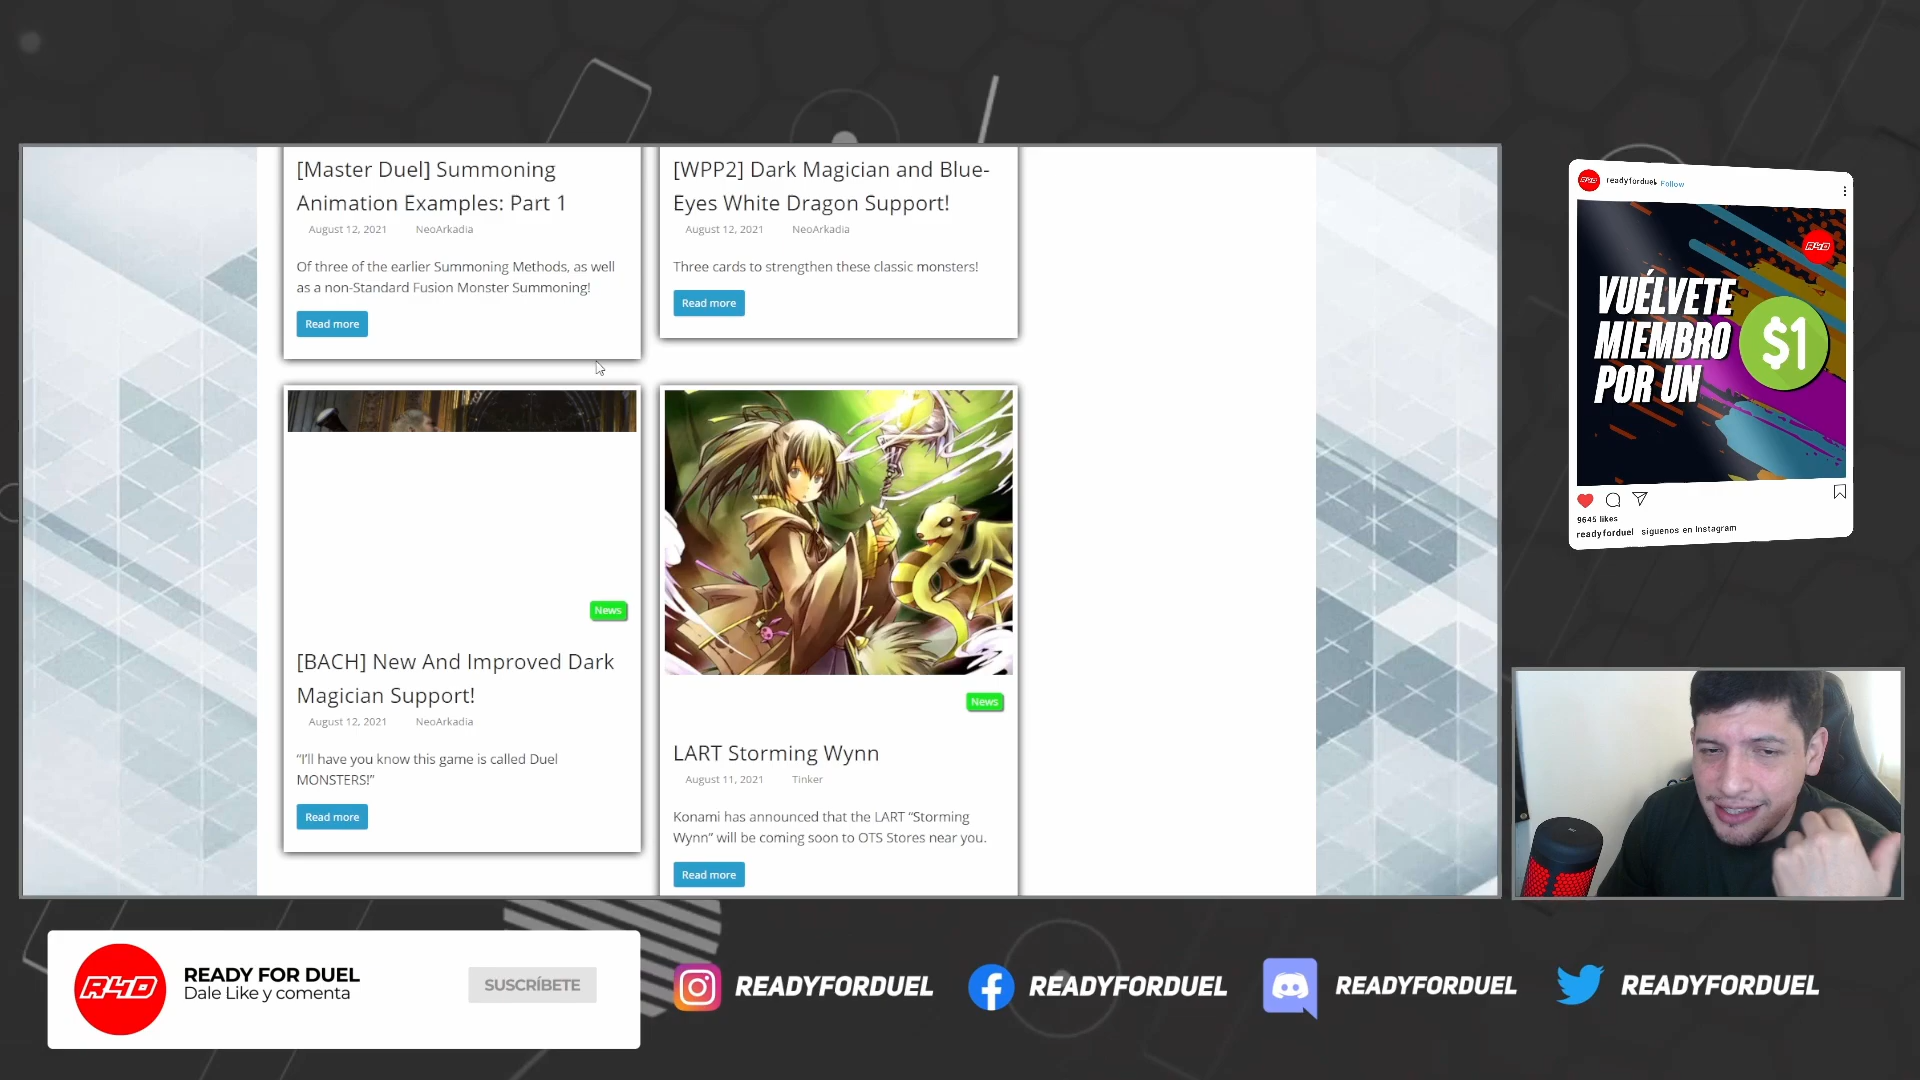 [Master Duel] Summoning
Animation Examples: Part 1
August 12, 2021 NeoArkadia
Of three of the earlier Summoning Methods, as well
as a non-Standard Fusion Monster Summoning!
Read more
[WPP2] Dark Magician and Blue-
Eyes White Dragon Support!
August 12, 2021 NeoArkadia
Three cards to strengthen these classic monsters!
Read more
News
[BACH] New And Improved Dark
Magician Support!
August 12, 2021 NeoArkadia
“I’ll have you know this game is called Duel
MONSTERS!”
Read more
News
LART Storming Wynn
August 11, 2021 Tinker
Konami has announced that the LART “Storming
Wynn” will be coming soon to OTS Stores near you.
Read more
R4D
readyforduel Follow
R4D
VUÉLVETE
MIEMBRO
POR UN
$1
9645 likes
readyforduel siguenos en Instagram
R4D
READY FOR DUEL
Dale Like y comenta
SUSCRÍBETE
READYFORDUEL
READYFORDUEL
READYFORDUEL
READYFORDUEL